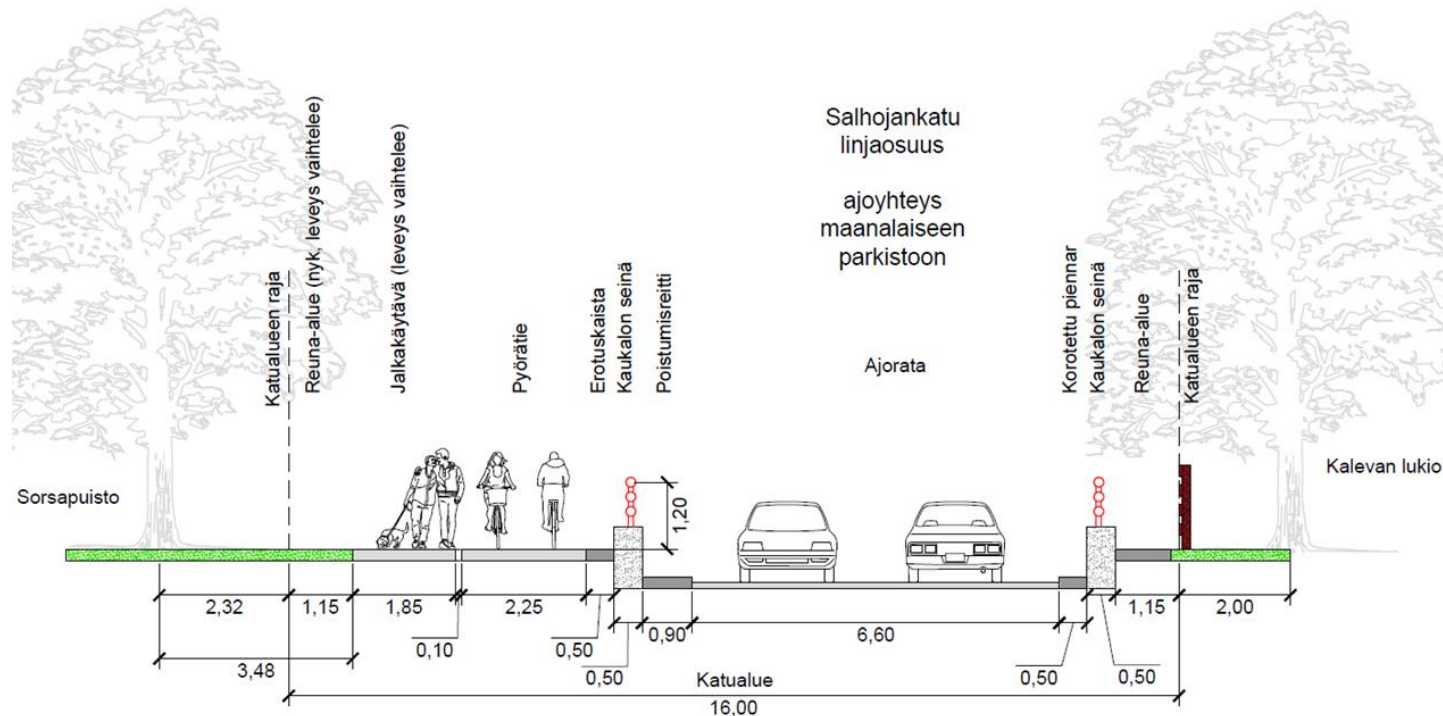 Salhojankatu
linjaosuus
ajoyhteys
maanalaiseen
parkistoon
Katualueen raja
Reuna-alue (nyk, leveys vaihtelee)
Jalkakäytävä (leveys vaihtelee)
Pyörätie
Erotuskaista
Kaukalon seinä
Poistumisreitti
Ajorata
Korotettu piennar
Kaukalon seinä
Reuna-alue
Katualueen raja
Sorsapuisto
Kalevan lukio
1,20
2,32
1,15
1,85
2,25
0,90
6,60
1,15
2,00
0,10
0,50
0,50
0,50
0,50
3,48
Katualue
16,00